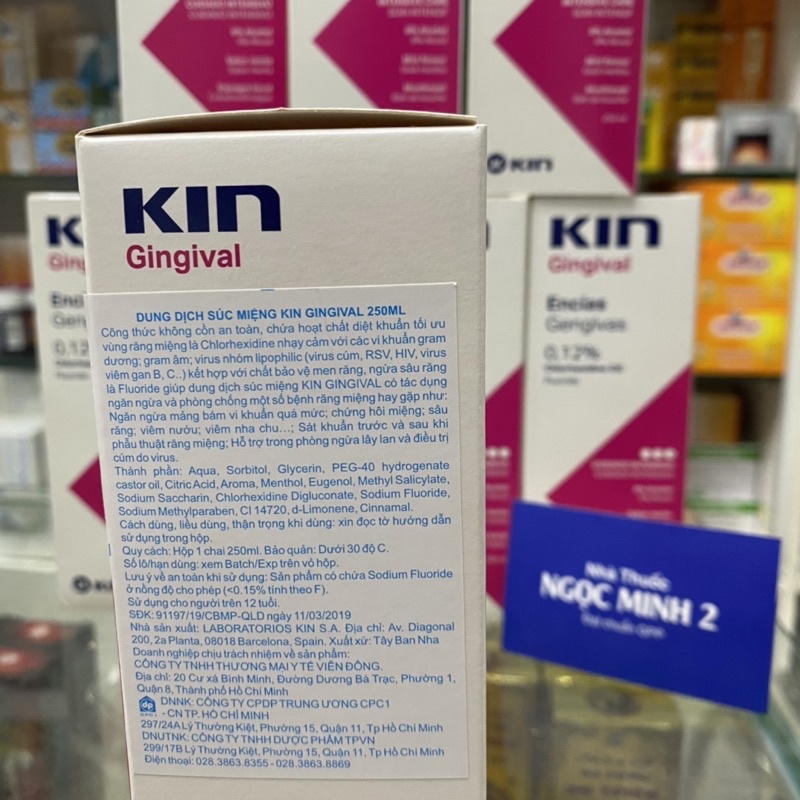 KIN
Gingival
DUNG DỊCH SÚC MIỆNG KIN GINGIVAL 250ML
Công thức không cồn an toàn, chứa hoạt chất diệt khuẩn tối ưu
vùng răng miệng là Chlorhexidine nhạy cảm với các vi khuẩn gram
dương; gram âm; virus nhóm lipophilic (virus cúm, RSV, HIV, virus
viêm gan B, C..) kết hợp với chất bảo vệ men răng, ngừa sâu răng
là Fluoride giúp dung dịch súc miệng KIN GINGIVAL có tác dụng
ngăn ngừa và phòng chống một số bệnh răng miệng hay gặp như:
Ngăn ngừa mảng bám vi khuẩn quá mức; chứng hôi miệng; sâu
răng; viêm nướu; viêm nha chu...; Sát khuẩn trước và sau khi
phẫu thuật răng miệng; Hỗ trợ trong phòng ngừa lây lan và điều trị
cúm do virus.
Thành phần: Aqua, Sorbitol, Glycerin, PEG-40 hydrogenate
castor oil, Citric Acid, Aroma, Menthol, Eugenol, Methyl Salicylate,
Sodium Saccharin, Chlorhexidine Digluconate, Sodium Fluoride,
Sodium Methylparaben, CI 14720, d-Limonene, Cinnamal.
Cách dùng, liều dùng, thận trọng khi dùng: xin đọc tờ hướng dẫn
sử dụng trong hộp.
Quy cách: Hộp 1 chai 250ml. Bảo quản: Dưới 30 độ C.
Số lô/hạn dùng: xem Batch/Exp trên vỏ hộp.
Lưu ý về an toàn khi sử dụng: Sản phẩm có chứa Sodium Fluoride
ở nồng độ cho phép (<0.15% tính theo F).
Sử dụng cho người trên 12 tuổi.
SĐK: 91197/19/CBMP-QLD ngày 11/03/2019
Nhà sản xuất: LABORATORIOS KIN S.A. Địa chỉ: Av. Diagonal
200, 2a Planta, 08018 Barcelona, Spain. Xuất xứ: Tây Ban Nha
Doanh nghiệp chịu trách nhiệm về sản phẩm:
CÔNG TY TNHH THƯƠNG MẠI Y TẾ VIỄN ĐÔNG.
Địa chỉ: 20 Cư xá Bình Minh, Đường Dương Bá Trạc, Phường 1,
Quận 8, Thành phố Hồ Chí Minh
DNNK: CÔNG TY CPDP TRUNG ƯƠNG CPC1
- CN TP. HỒ CHÍ MINH
297/24A Lý Thường Kiệt, Phường 15, Quận 11, Tp Hồ Chí Minh
DNUTNK: CÔNG TY TNHH DƯỢC PHẨM TPVN
299/17B Lý Thường Kiệt, Phường 15, Quận 11, Tp Hồ Chí Minh
Điện thoại: 028.3863.8355 - 028.3863.8869
KIN
KIN
Gingival
Encías
Gengivas
0,12%
Nhà Thuốc
NGỌC MINH 2